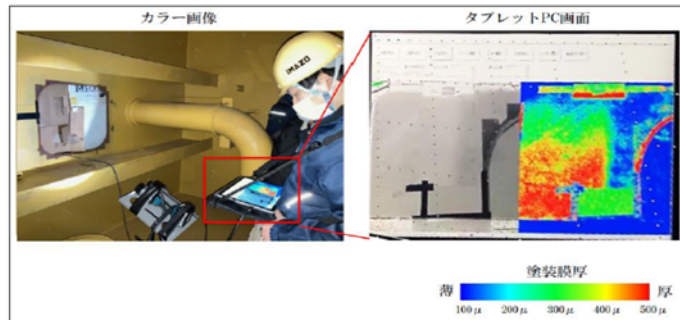 カラー画像
タブレットPC画面
IMAZO
塗装膜厚
薄
厚
100μ
200μ
300μ
400μ
500μ